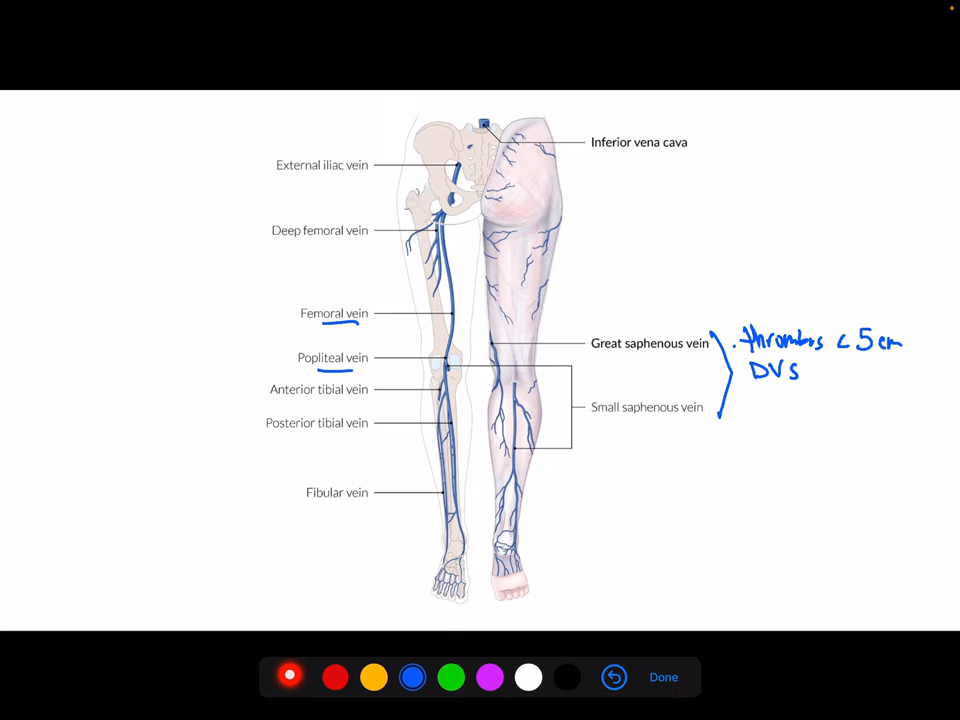 Inferior vena cava
External iliac vein
Deep femoral vein
Femoral vein
Great saphenous vein
. thrombus < 5 cm
DVS
Popliteal vein
Anterior tibial vein
Small saphenous vein
Posterior tibial vein
Fibular vein
Done